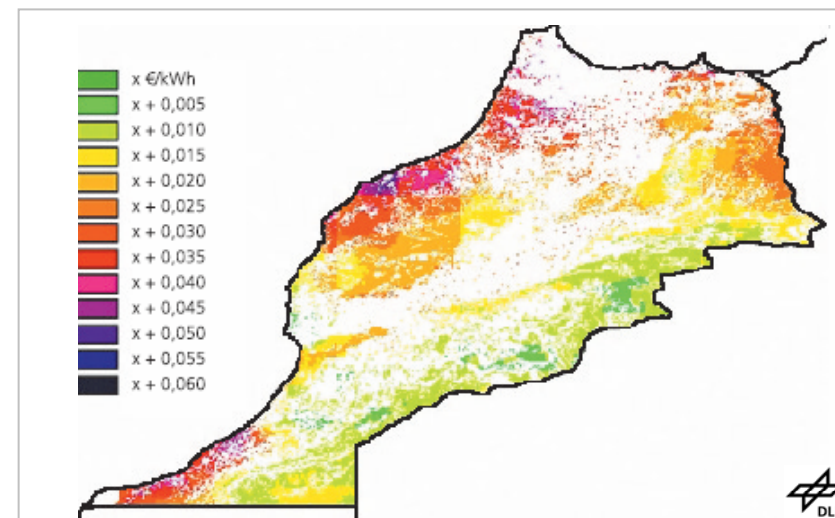 x €/kWh
x + 0,005
x + 0,010
x + 0,015
x + 0,020
x + 0,025
x + 0,030
x + 0,035
x + 0,040
x + 0,045
x + 0,050
x + 0,055
x + 0,060
DL